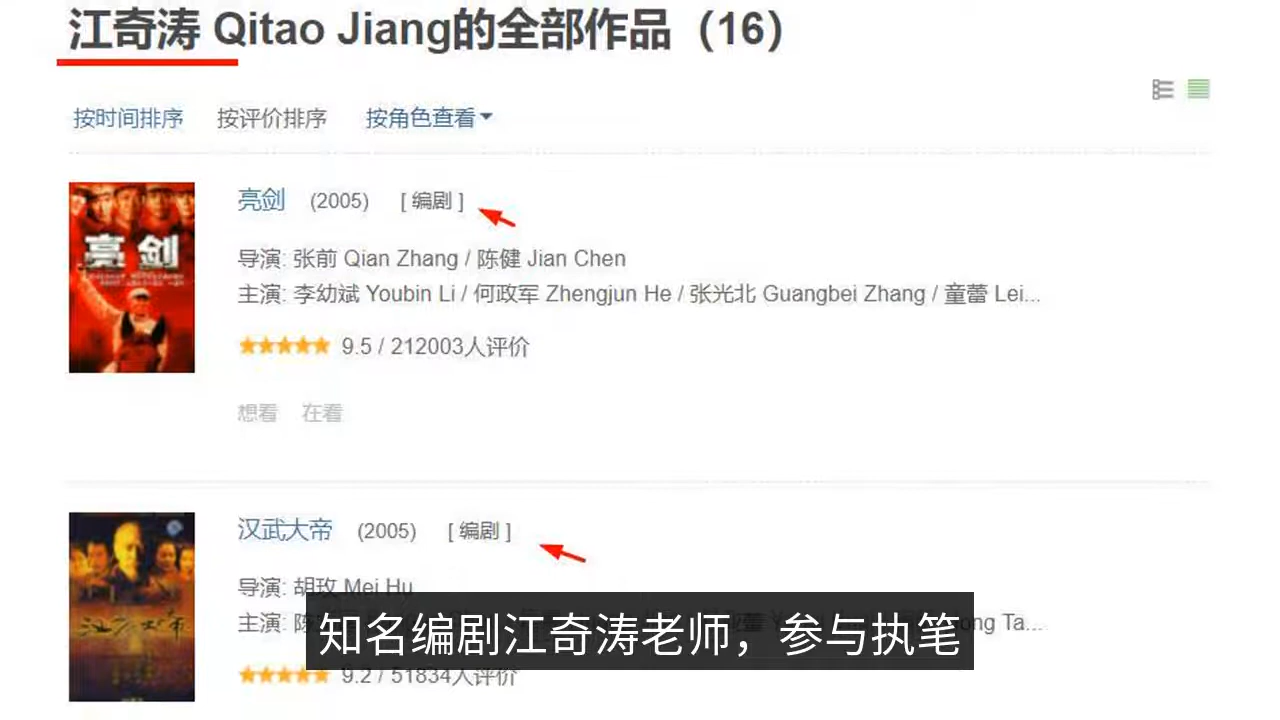 江奇涛 Qitao Jiang的全部作品（16）
按时间排序 按评价排序 按角色查看
亮剑 (2005) [ 编剧 ]
亮剑
导演: 张前 Qian Zhang / 陈健 Jian Chen
主演: 李幼斌 Youbin Li / 何政军 Zhengjun He / 张光北 Guangbei Zhang / 童蕾 Lei...
9.5 / 212003人评价
想看 在看
汉武大帝 (2005) [ 编剧 ]
导演: 胡玫 Mei Hu
主演: 陈 Ta...
知名编剧江奇涛老师，参与执笔
9.2 / 51834人评价